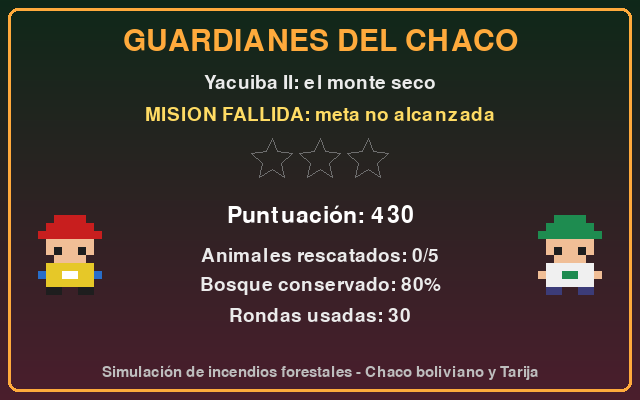 GUARDIANES DEL CHACO
Yacuiba II: el monte seco
MISION FALLIDA: meta no alcanzada
Puntuación: 430
Animales rescatados: 0/5
Bosque conservado: 80%
Rondas usadas: 30
Simulación de incendios forestales - Chaco boliviano y Tarija